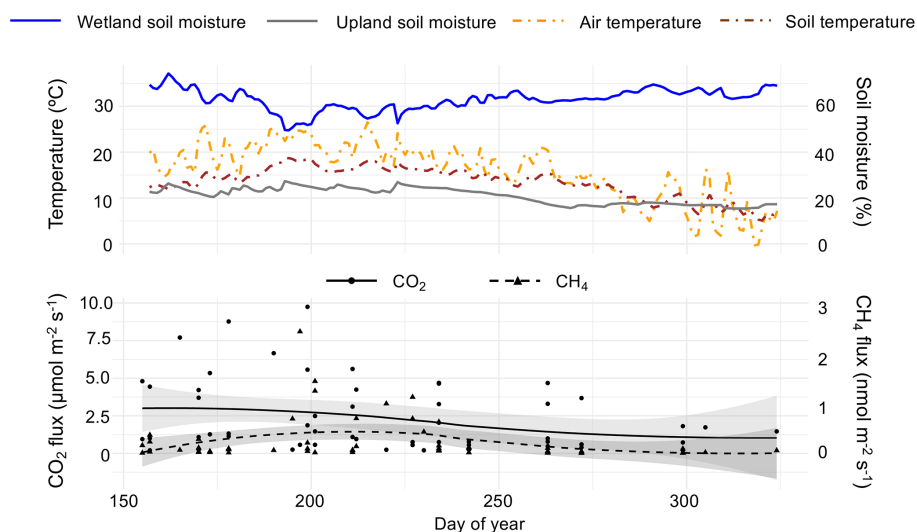 Wetland soil moisture Upland soil moisture Air temperature Soil temperature
Temperature (ºC)
30
20
10
0
Soil moisture (%)
60
40
20
0
CO₂ CH₄
CO₂ flux (μmol m⁻² s⁻¹)
10.0
7.5
5.0
2.5
0
CH₄ flux (nmol m⁻² s⁻¹)
3
2
1
0
150 200 250 300
Day of year